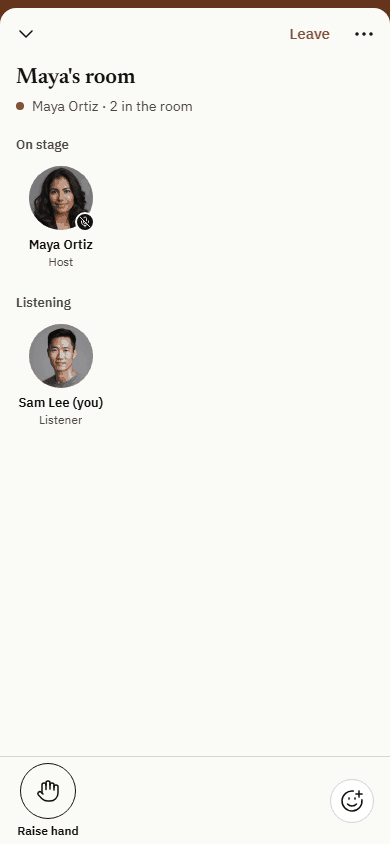 Leave
Maya's room
Maya Ortiz · 2 in the room
On stage
Maya Ortiz
Host
Listening
Sam Lee (you)
Listener
Raise hand